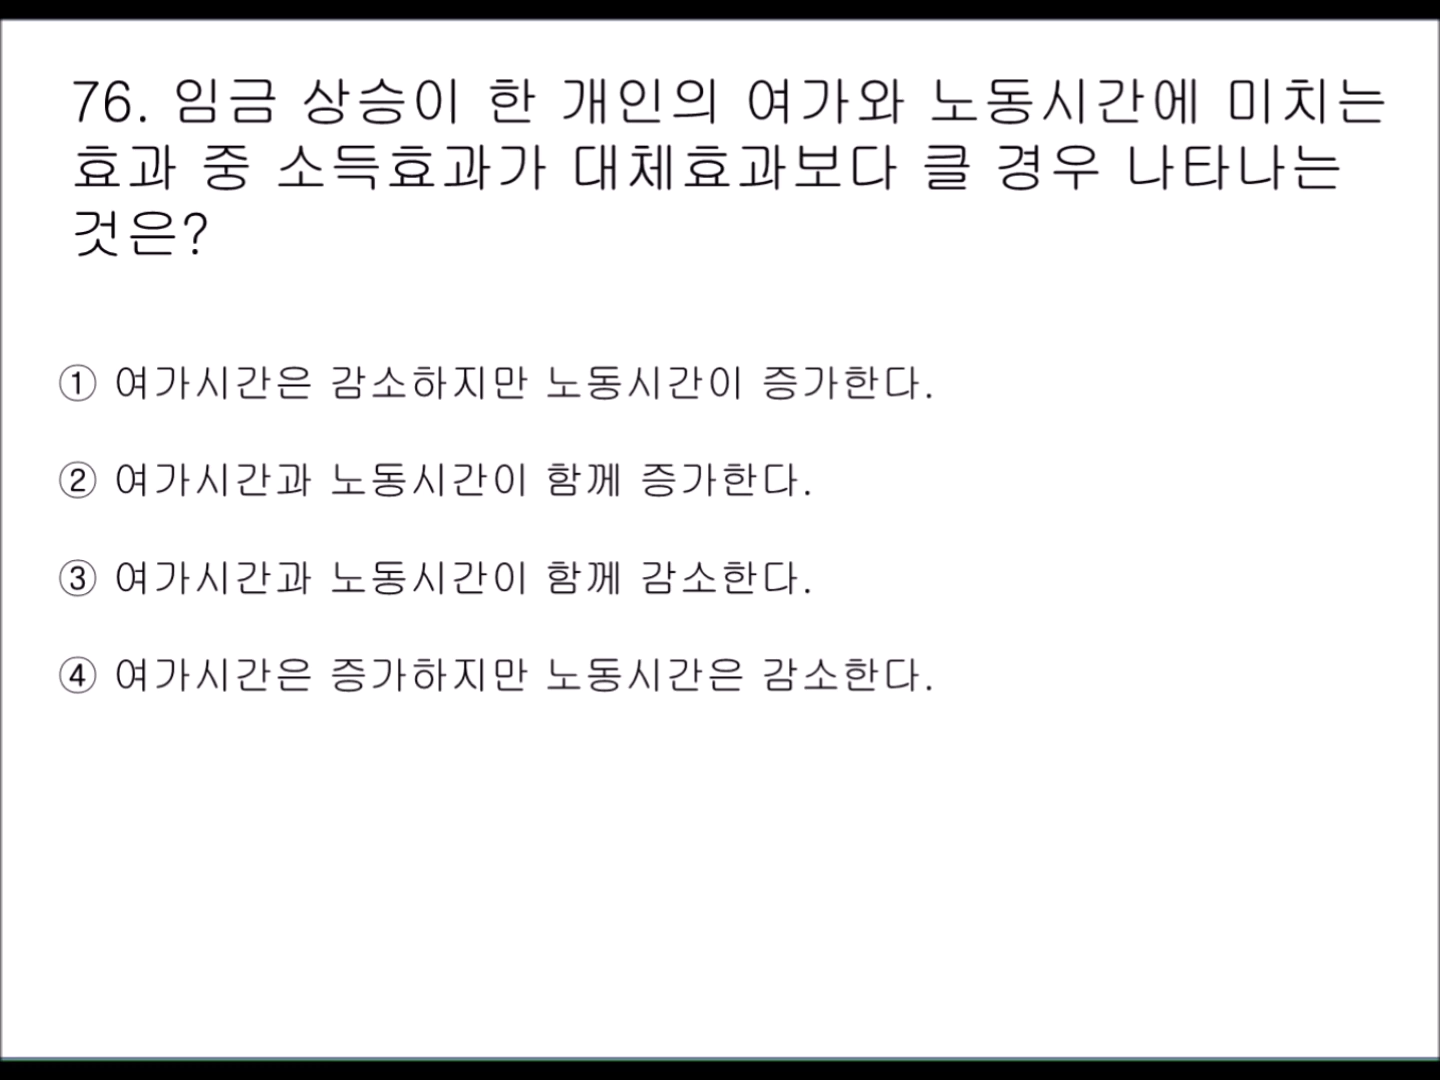 76. 임금 상승이 한 개인의 여가와 노동시간에 미치는
효과 중 소득효과가 대체효과보다 클 경우 나타나는
것은?
① 여가시간은 감소하지만 노동시간이 증가한다.
② 여가시간과 노동시간이 함께 증가한다.
③ 여가시간과 노동시간이 함께 감소한다.
④ 여가시간은 증가하지만 노동시간은 감소한다.